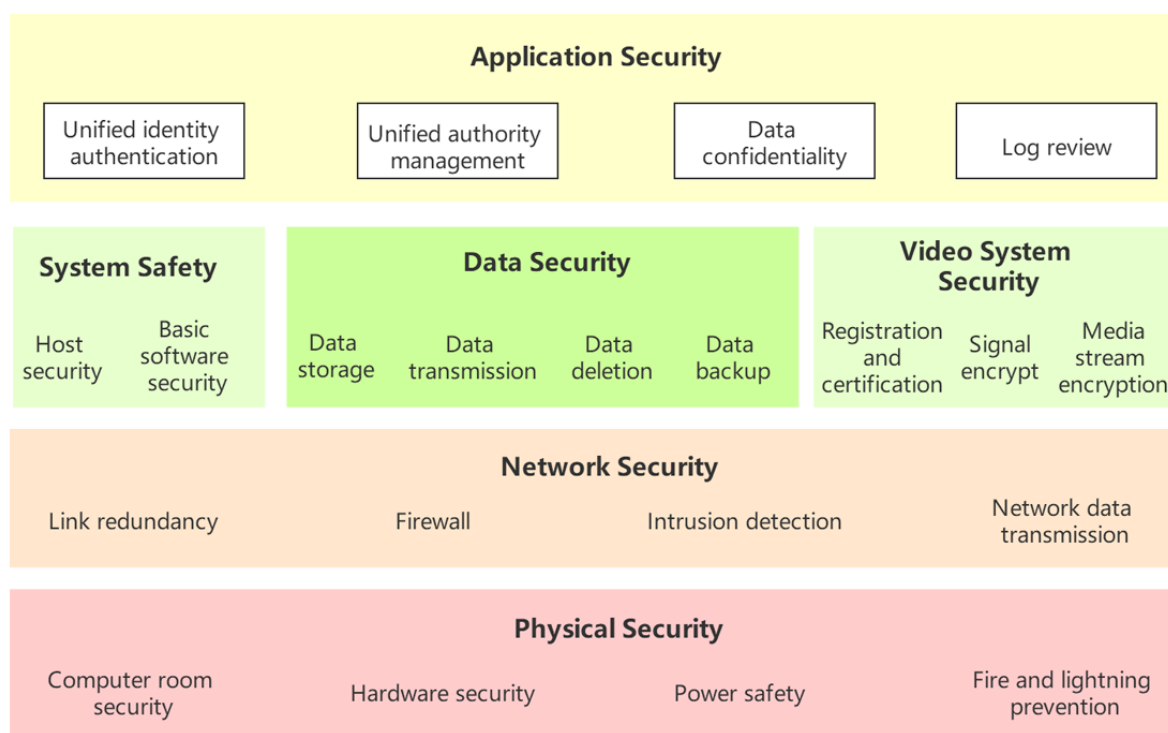 Application Security
Unified identity
authentication
Unified authority
management
Data
confidentiality
Log review
System Safety
Host
security
Basic
software
security
Data Security
Data
storage
Data
transmission
Data
deletion
Data
backup
Video System
Security
Registration
and
certification
Signal
encrypt
Media
stream
encryption
Network Security
Link redundancy
Firewall
Intrusion detection
Network data
transmission
Physical Security
Computer room
security
Hardware security
Power safety
Fire and lightning
prevention